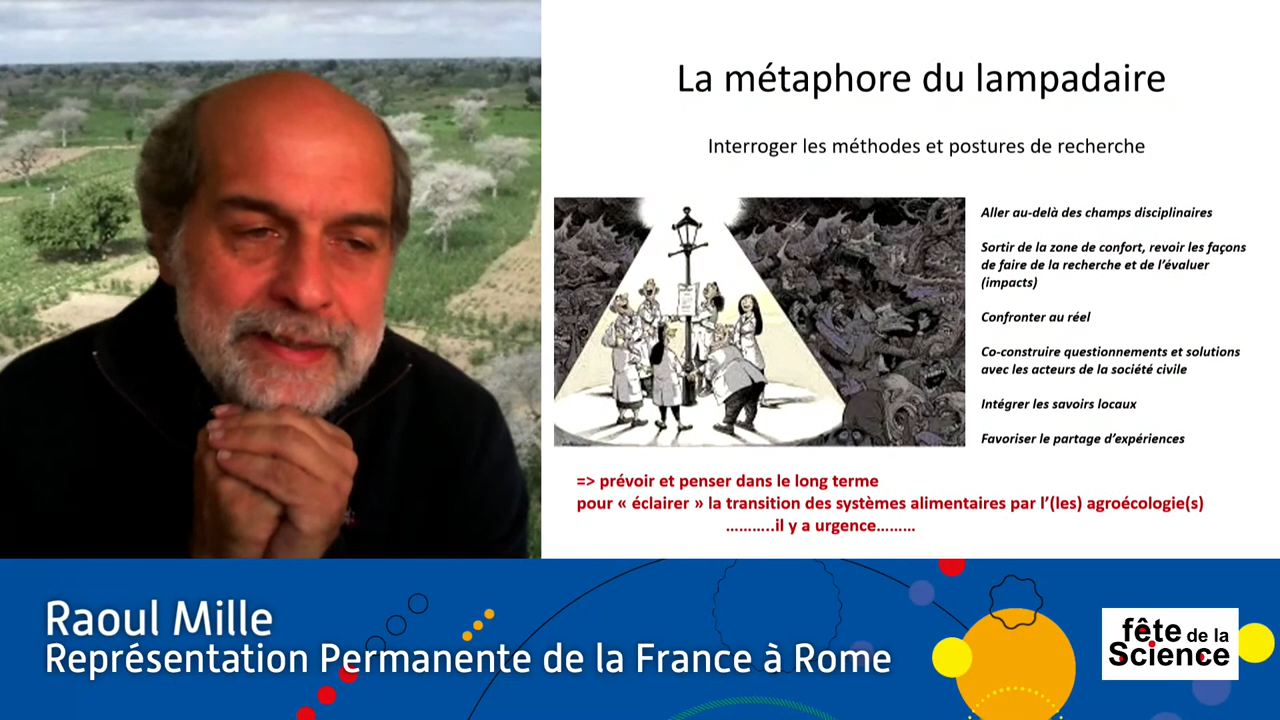 La métaphore du lampadaire
Interroger les méthodes et postures de recherche
Aller au-delà des champs disciplinaires
Sortir de la zone de confort, revoir les façons
de faire de la recherche et de l'évaluer
(impacts)
Confronter au réel
Co-construire questionnements et solutions
avec les acteurs de la société civile
Intégrer les savoirs locaux
Favoriser le partage d'expériences
=> prévoir et penser dans le long terme
pour « éclairer » la transition des systèmes alimentaires par l'(les) agroécologie(s)
………..il y a urgence………
Raoul Mille
Représentation Permanente de la France à Rome
fête de la
Science